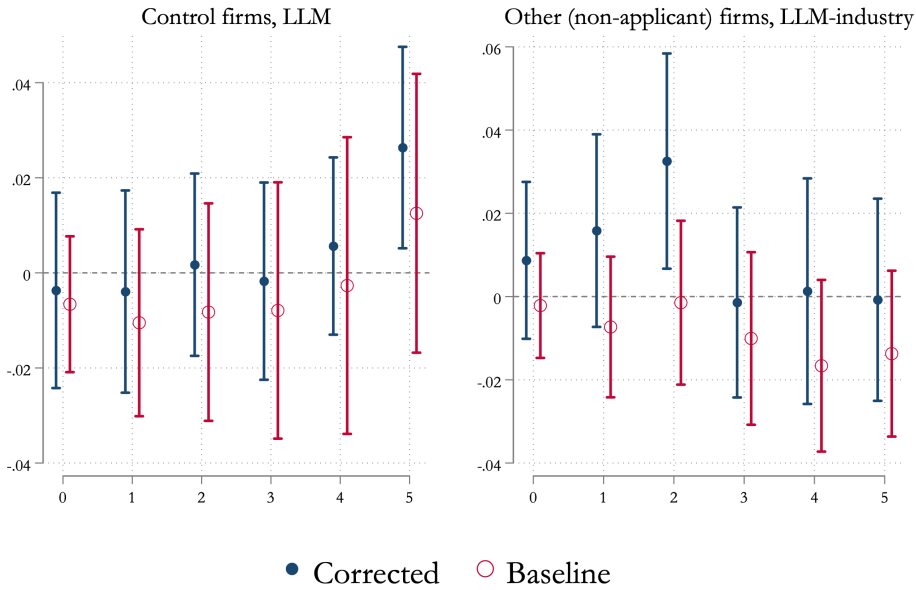 Control firms, LLM
.04
.02
0
-.02
-.04
0 1 2 3 4 5
Other (non-applicant) firms, LLM-industry
.06
.04
.02
0
-.02
-.04
0 1 2 3 4 5
Corrected Baseline